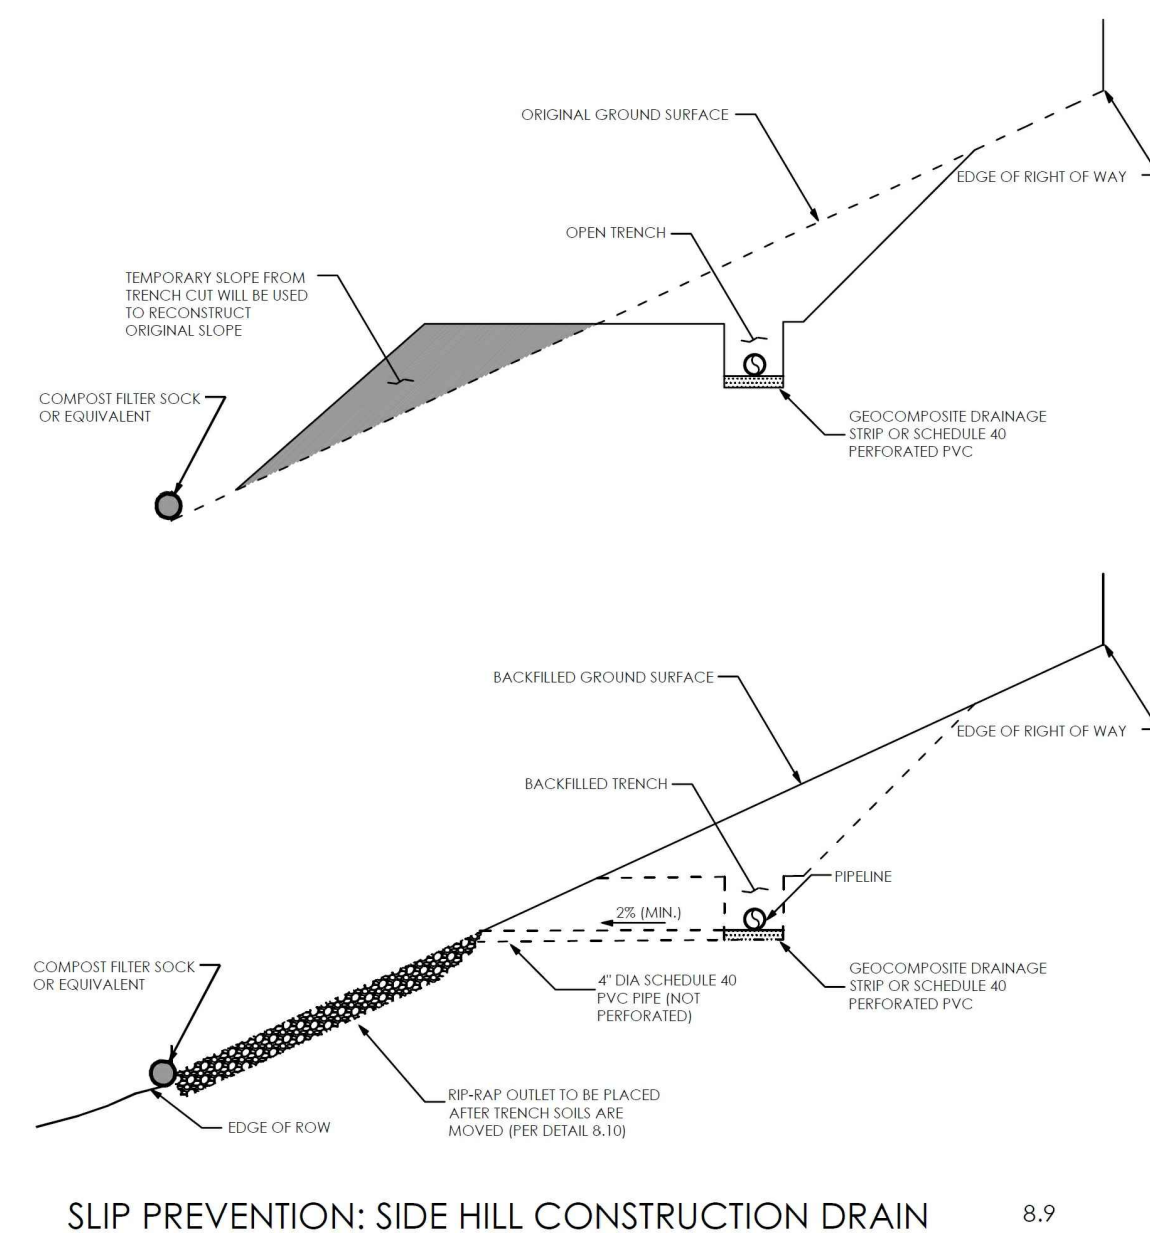 ORIGINAL GROUND SURFACE
EDGE OF RIGHT OF WAY
OPEN TRENCH
TEMPORARY SLOPE FROM
TRENCH CUT WILL BE USED
TO RECONSTRUCT
ORIGINAL SLOPE
COMPOST FILTER SOCK
OR EQUIVALENT
GEOCOMPOSITE DRAINAGE
STRIP OR SCHEDULE 40
PERFORATED PVC
BACKFILLED GROUND SURFACE
EDGE OF RIGHT OF WAY
BACKFILLED TRENCH
PIPELINE
2% (MIN.)
COMPOST FILTER SOCK
OR EQUIVALENT
4" DIA SCHEDULE 40
PVC PIPE (NOT
PERFORATED)
GEOCOMPOSITE DRAINAGE
STRIP OR SCHEDULE 40
PERFORATED PVC
RIP-RAP OUTLET TO BE PLACED
AFTER TRENCH SOILS ARE
MOVED (PER DETAIL 8.10)
EDGE OF ROW
SLIP PREVENTION: SIDE HILL CONSTRUCTION DRAIN 8.9